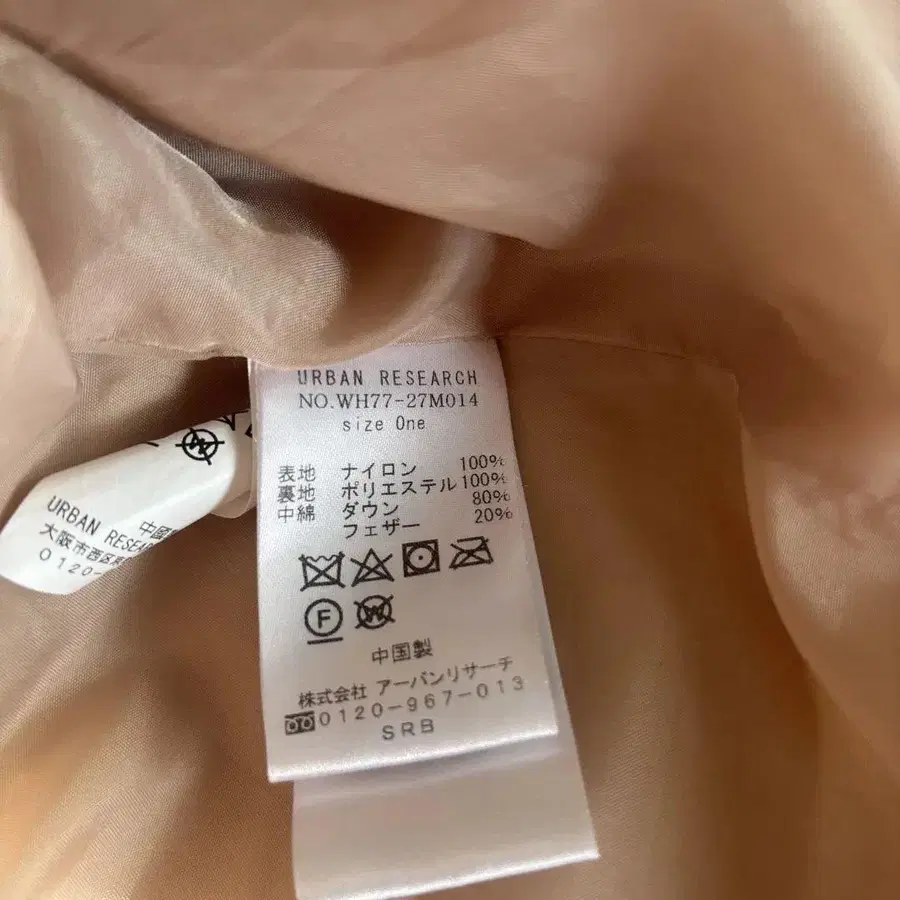 URBAN RESEARCH
NO.WH77-27M014
size One
表地 ナイロン 100%
裏地 ポリエステル 100%
中綿 ダウン 80%
フェザー 20%
F
W
中国製
株式会社 アーバンリサーチ
0120-967-013
SRB
W
中国
URBAN RESEAR
大阪市西区
0120-